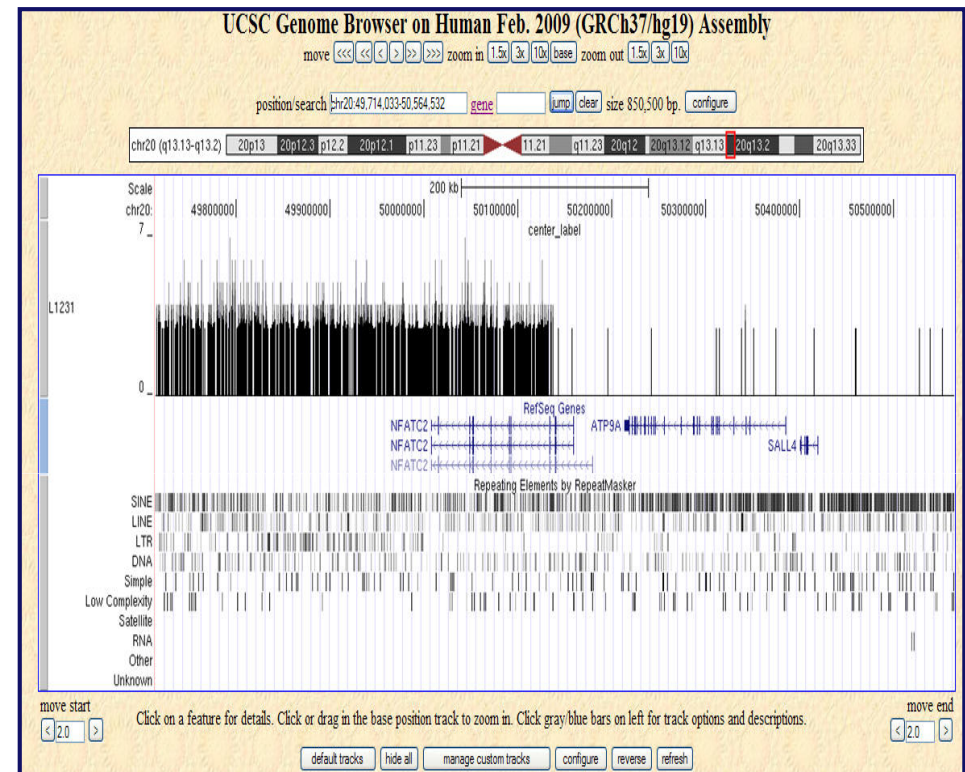 UCSC Genome Browser on Human Feb. 2009 (GRCh37/hg19) Assembly
move <<< << < > >> >>> zoom in 1.5x 3x 10x base zoom out 1.5x 3x 10x
position/search chr20:49,714,033-50,564,532 gene jump clear size 850,500 bp. configure
chr20 (q13.13-q13.2) 20p13 20p12.3 p12.2 20p12.1 p11.23 p11.21 11.21 q11.23 20q12 20q13.12 q13.13 20q13.2 20q13.33
Scale 200 kb
chr20: 49800000 49900000 50000000 50100000 50200000 50300000 50400000 50500000
7 _ center_label
L1231
0 _
RefSeq Genes
NFATC2 ATP9A
NFATC2 SALL4
NFATC2
Repeating Elements by RepeatMasker
SINE
LINE
LTR
DNA
Simple
Low Complexity
Satellite
RNA
Other
Unknown
move start Click on a feature for details. Click or drag in the base position track to zoom in. Click gray/blue bars on left for track options and descriptions. move end
< 2.0 > < 2.0 >
default tracks hide all manage custom tracks configure reverse refresh